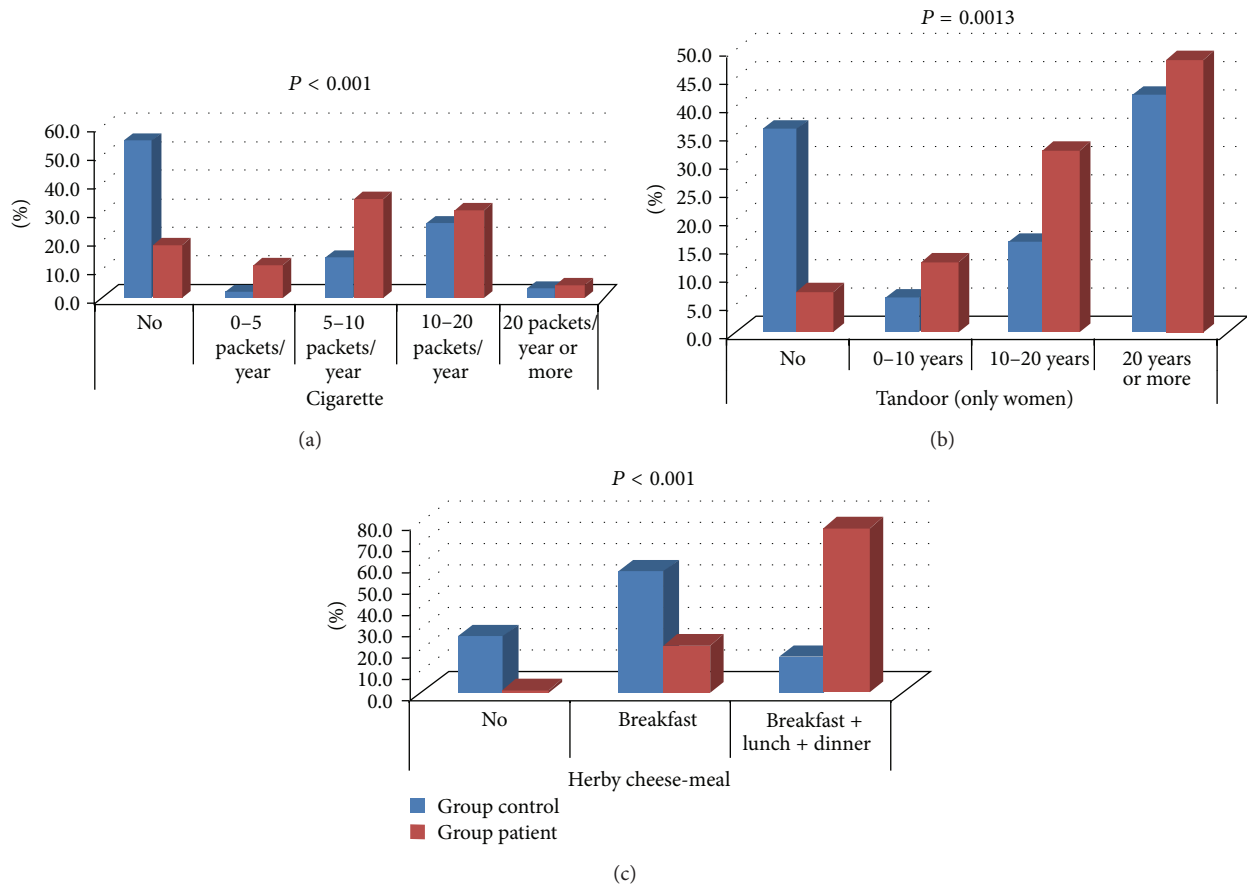 P < 0.001
60.0
50.0
40.0
30.0
20.0
10.0
0.0
(%)
No
0–5
packets/
year
5–10
packets/
year
10–20
packets/
year
20 packets/
year or
more
Cigarette
(a)
P = 0.0013
50.0
45.0
40.0
35.0
30.0
25.0
20.0
15.0
10.0
5.0
0.0
(%)
No
0–10 years
10–20 years
20 years
or more
Tandoor (only women)
(b)
P < 0.001
80.0
70.0
60.0
50.0
40.0
30.0
20.0
10.0
0.0
(%)
No
Breakfast
Breakfast +
lunch + dinner
Herby cheese-meal
Group control
Group patient
(c)